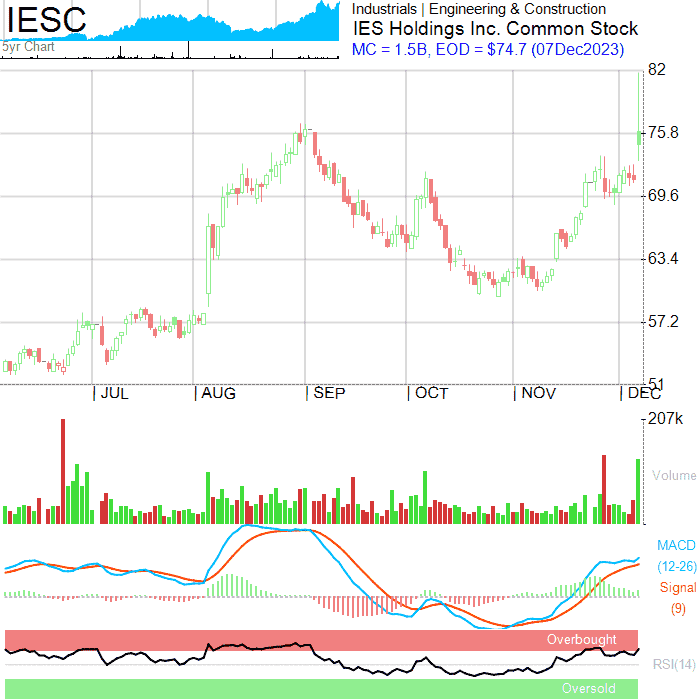 IESC
5yr Chart
Industrials | Engineering & Construction
IES Holdings Inc. Common Stock
MC = 1.5B, EOD = $74.7 (07Dec2023)
82
75.8
69.6
63.4
57.2
51
| JUL | AUG | SEP | OCT | NOV | DEC
207k
Volume
MACD
(12-26)
Signal
(9)
Overbought
RSI(14)
Oversold